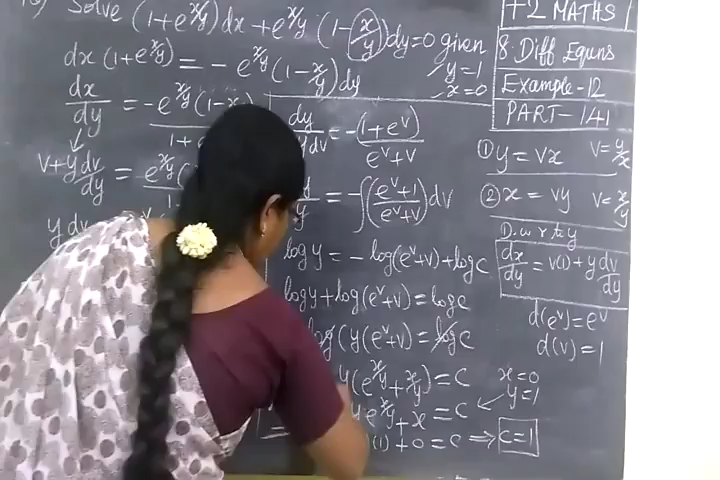 Solve (1+e^{x/y})dx + e^{x/y}(1-x/y)dy=0 given
y=1
x=0
dx(1+e^{x/y}) = - e^{x/y}(1-x/y)dy
dx/dy = -e^{x/y}(1-x
1+e
v+y dv/dy = -e^{x/y}(
y dv
dy
y dv = -(1+e^v)/(e^v+v)
y = -∫((e^v+1)/(e^v+v))dv
log y = - log(e^v+v)+log c
log y + log(e^v+v) = log c
log(y(e^v+v) = log c
y(e^{x/y}+x/y) = c
y e^{x/y} + x = c
x=0
y=1
(1) + 0 = c ⇒ c=1
+2 MATHS
8. Diff Equns
Example-12
PART-141
① y = vx v= y/x
② x = vy v= x/y
D. w r to y
dx/dy = v(1) + y dv/dy
d(e^v) = e^v
d(v) = 1